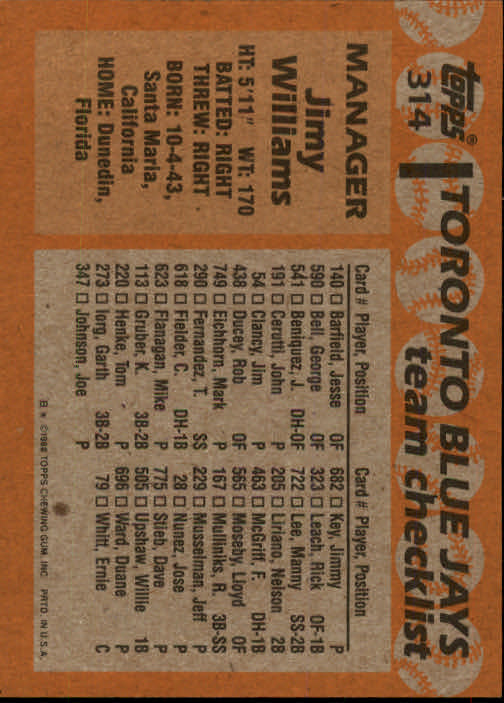 topps®
314
TORONTO BLUE JAYS
team checklist
MANAGER
Jimy
Williams
HT: 5'11" WT: 170
BATTED: RIGHT
THREW: RIGHT
BORN: 10-4-43,
Santa Maria,
California
HOME: Dunedin,
Florida
Card # Player, Position
140 □ Barfield, Jesse OF
590 □ Bell, George OF
541 □ Beniquez, J. DH-OF
191 □ Cerutti, John P
54 □ Clancy, Jim P
438 □ Ducey, Rob OF
749 □ Eichhorn, Mark P
290 □ Fernandez, T. SS
618 □ Fielder, C. DH-1B
623 □ Flanagan, Mike P
113 □ Gruber, K. 3B-2B
220 □ Henke, Tom P
273 □ Iorg, Garth 3B-2B
347 □ Johnson, Joe P
Card # Player, Position
682 □ Key, Jimmy P
323 □ Leach, Rick OF-1B
722 □ Lee, Manny SS-2B
205 □ Liriano, Nelson 2B
463 □ McGriff, F. DH-1B
565 □ Moseby, Lloyd OF
167 □ Mulliniks, R. 3B-SS
229 □ Musselman, Jeff P
28 □ Nunez, Jose P
775 □ Stieb, Dave P
505 □ Upshaw, Willie 1B
696 □ Ward, Duane P
79 □ Whitt, Ernie C
B* ©1988 TOPPS CHEWING GUM, INC. PRTD. IN U.S.A.